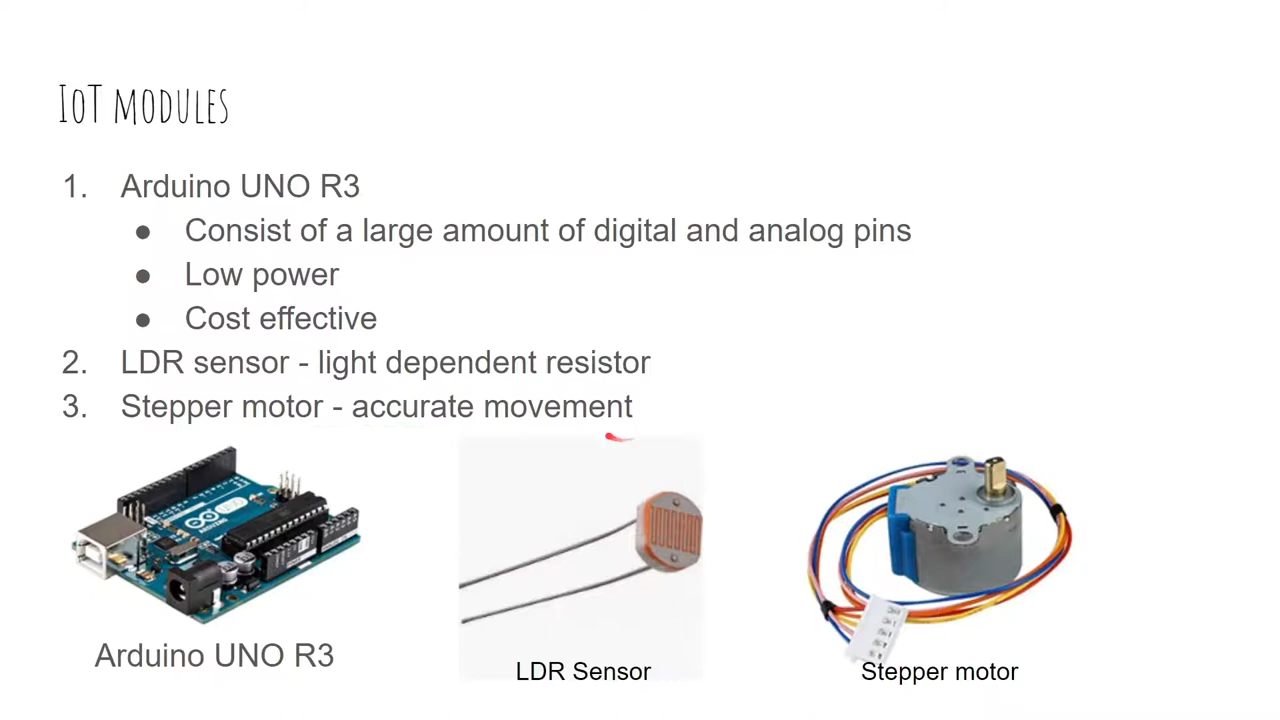 IoT modules
1. Arduino UNO R3
● Consist of a large amount of digital and analog pins
● Low power
● Cost effective
2. LDR sensor - light dependent resistor
3. Stepper motor - accurate movement
Arduino UNO R3
LDR Sensor
Stepper motor